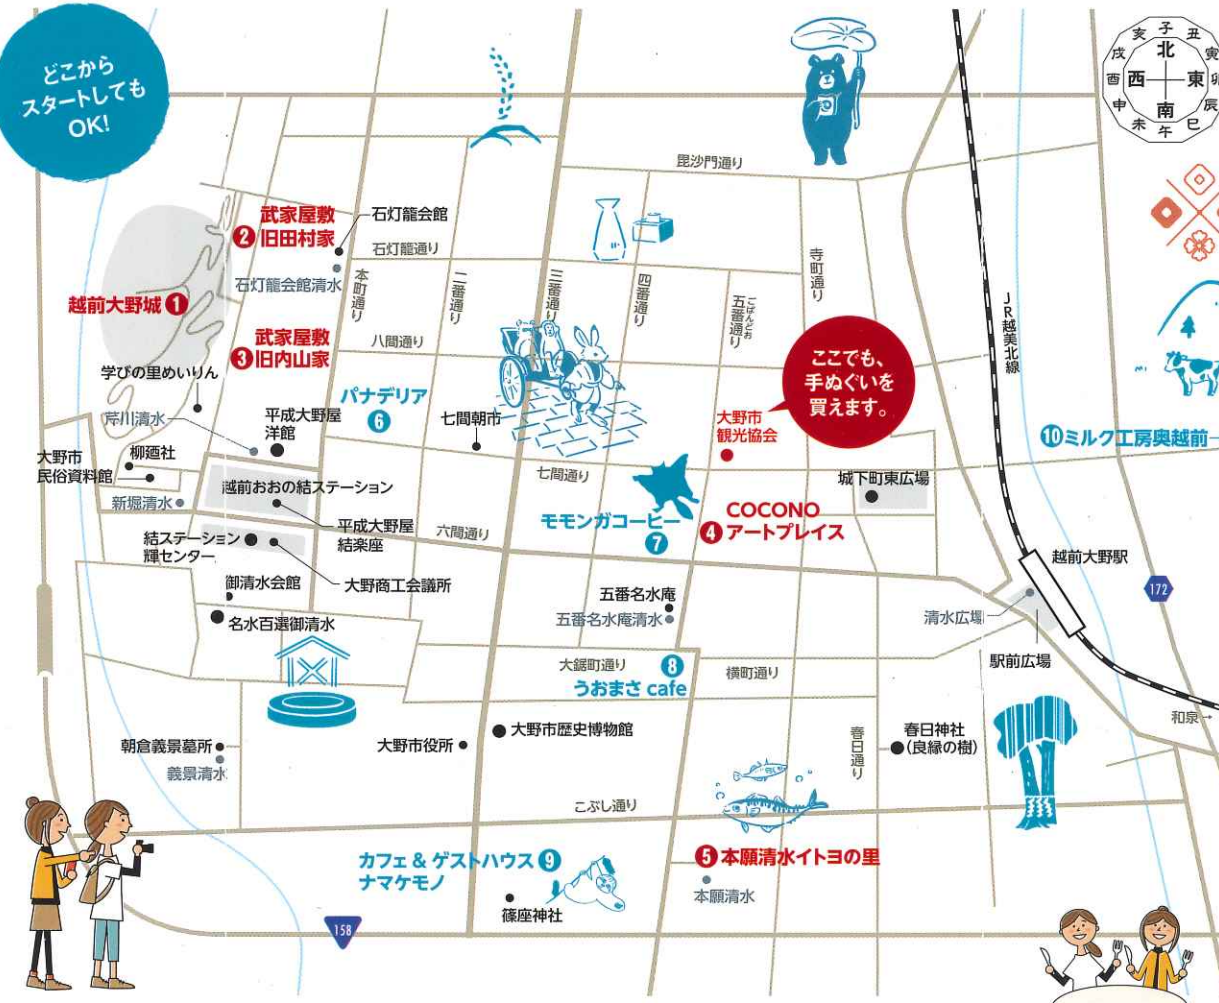 どこから
スタートしても
OK!
子
丑
寅
卯
辰
巳
午
未
申
酉
戌
亥
北
東
南
西
毘沙門通り
武家屋敷
②旧田村家
石灯籠会館
石灯籠通り
石灯籠会館清水
本町通り
二番通り
三番通り
四番通り
五番通り
ごばんどお
寺町通り
JR越美北線
越前大野城①
武家屋敷
③旧内山家
八間通り
学びの里めいりん
芹川清水
パナデリア
⑥
平成大野屋
洋館
七間朝市
ここでも、
手ぬぐいを
買えます。
大野市
観光協会
⑩ミルク工房奥越前
大野市
民俗資料館
柳廼社
新堀清水
越前おおの結ステーション
平成大野屋
結楽座
七間通り
六間通り
城下町東広場
COCONO
④アートプレイス
モモンガコーヒー
⑦
結ステーション
輝センター
大野商工会議所
越前大野駅
172
御清水会館
名水百選御清水
五番名水庵
五番名水庵清水
清水広場
駅前広場
大鋸町通り
⑧
うおまさ cafe
横町通り
和泉→
朝倉義景墓所
義景清水
大野市役所
大野市歴史博物館
春日通り
春日神社
(良縁の樹)
こぶし通り
カフェ & ゲストハウス⑨
ナマケモノ
篠座神社
⑤本願清水イトヨの里
本願清水
158